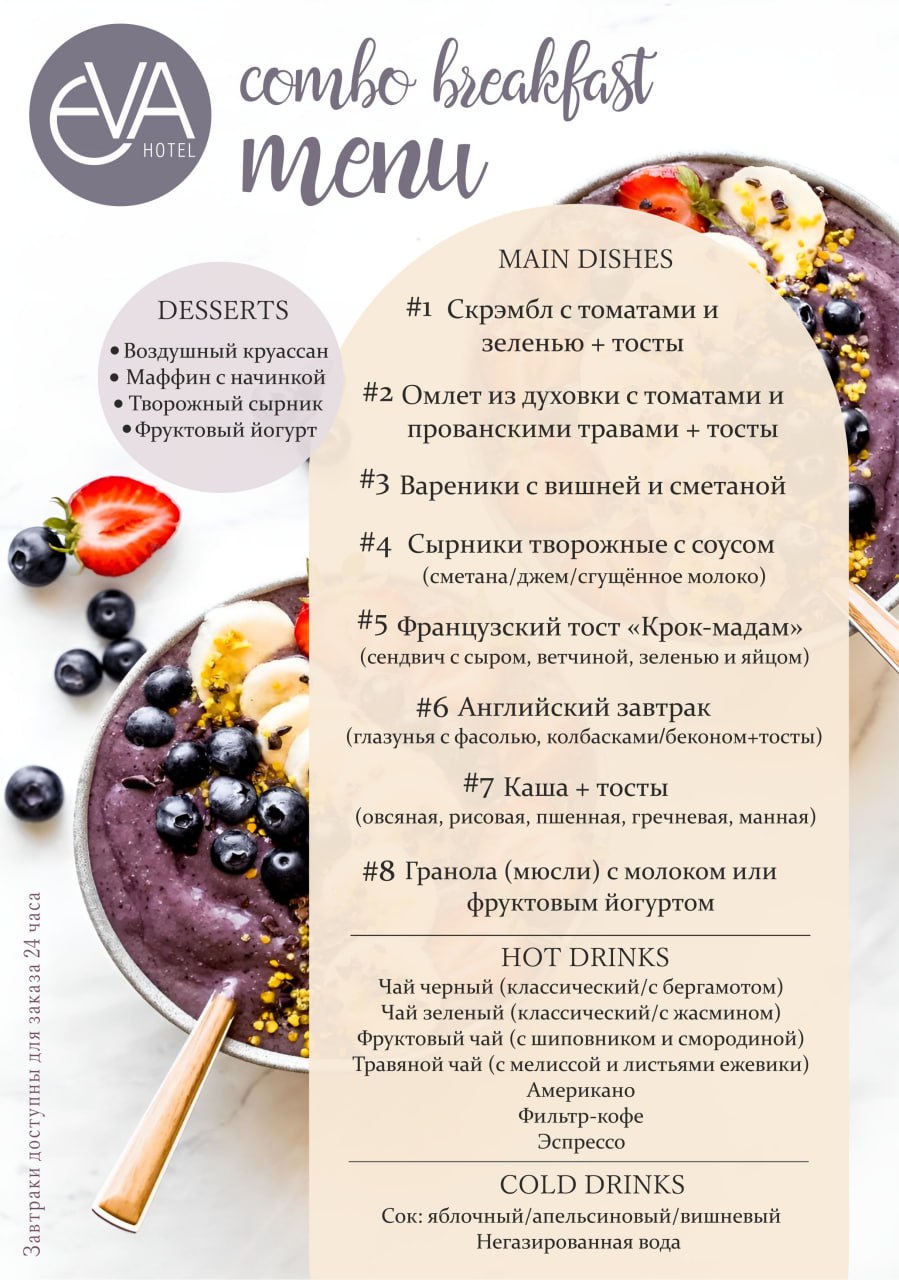 EVA
HOTEL
combo breakfast
menu
DESSERTS
• Воздушный круассан
• Маффин с начинкой
• Творожный сырник
• Фруктовый йогурт
MAIN DISHES
#1 Скрэмбл с томатами и
зеленью + тосты
#2 Омлет из духовки с томатами и
прованскими травами + тосты
#3 Вареники с вишней и сметаной
#4 Сырники творожные с соусом
(сметана/джем/сгущённое молоко)
#5 Французский тост «Крок-мадам»
(сендвич с сыром, ветчиной, зеленью и яйцом)
#6 Английский завтрак
(глазунья с фасолью, колбасками/беконом+тосты)
#7 Каша + тосты
(овсяная, рисовая, пшенная, гречневая, манная)
#8 Гранола (мюсли) с молоком или
фруктовым йогуртом
HOT DRINKS
Чай черный (классический/с бергамотом)
Чай зеленый (классический/с жасмином)
Фруктовый чай (с шиповником и смородиной)
Травяной чай (с мелиссой и листьями ежевики)
Американо
Фильтр-кофе
Эспрессо
COLD DRINKS
Сок: яблочный/апельсиновый/вишневый
Негазированная вода
Завтраки доступны для заказа 24 часа